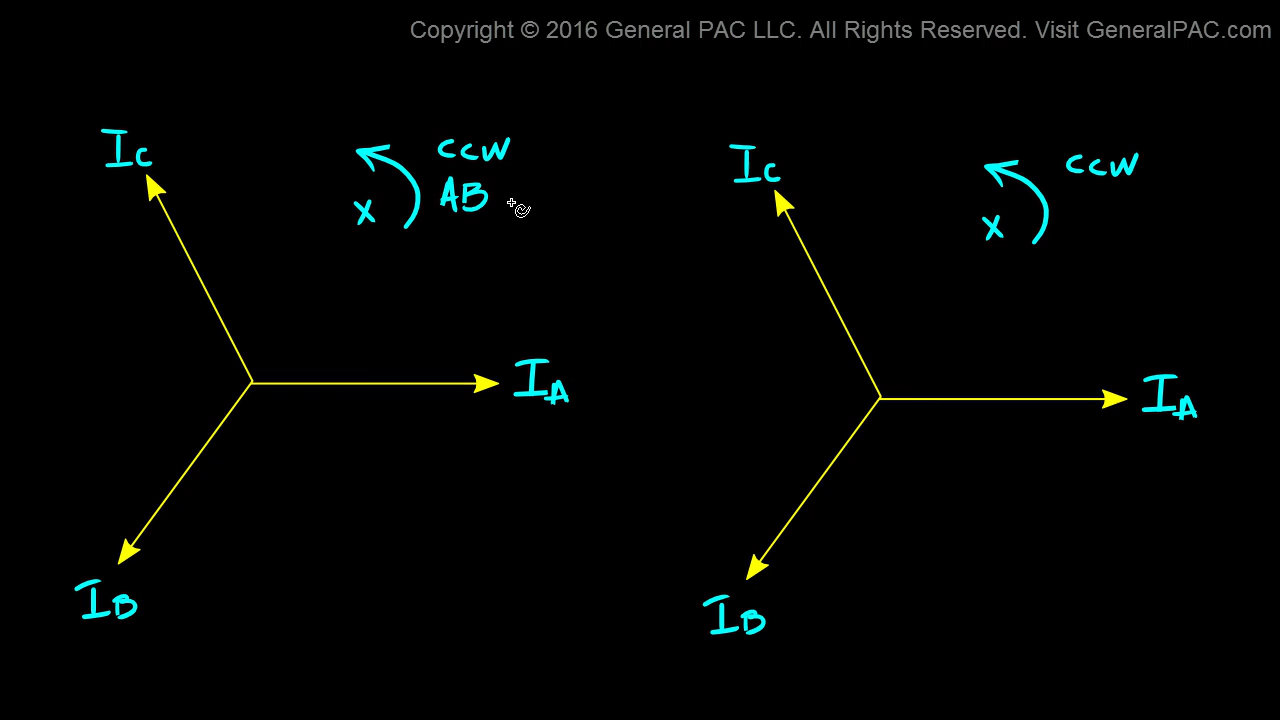 Copyright © 2016 General PAC LLC. All Rights Reserved. Visit GeneralPAC.com
IC
x
CCW
AB
IA
IB
IC
x
CCW
IA
IB